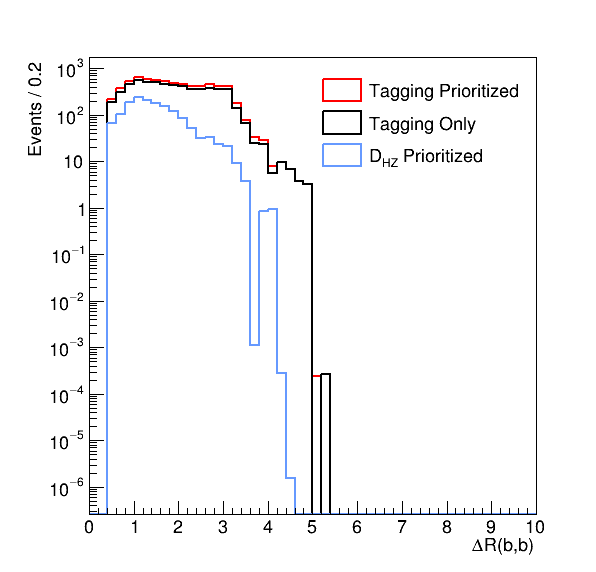 Events / 0.2
10³
10²
10
1
10⁻¹
10⁻²
10⁻³
10⁻⁴
10⁻⁵
10⁻⁶
Tagging Prioritized
Tagging Only
D_HZ Prioritized
0 1 2 3 4 5 6 7 8 9 10
ΔR(b,b)